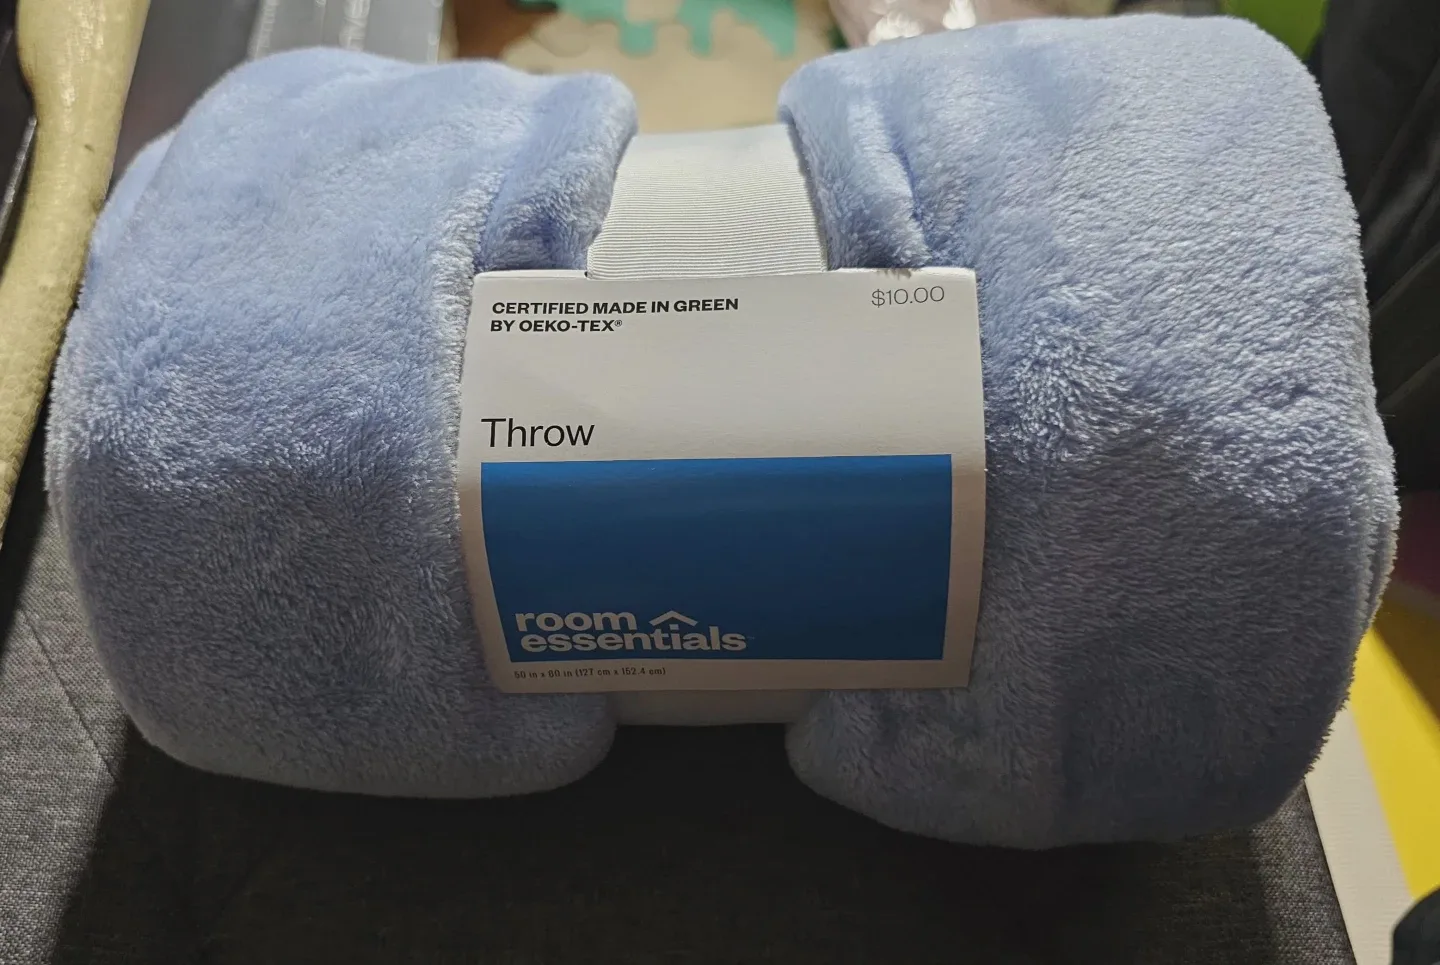 CERTIFIED MADE IN GREEN
BY OEKO-TEX®
$10.00
Throw
room
essentials™
50 in x 60 in (127 cm x 152.4 cm)